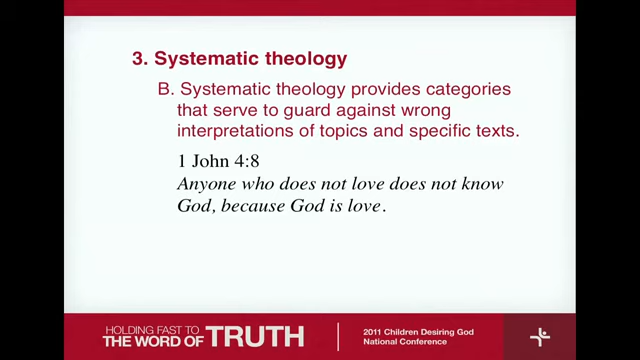 3. Systematic theology
B. Systematic theology provides categories
that serve to guard against wrong
interpretations of topics and specific texts.
1 John 4:8
Anyone who does not love does not know
God, because God is love.
HOLDING FAST TO
THE WORD OF TRUTH
2011 Children Desiring God
National Conference